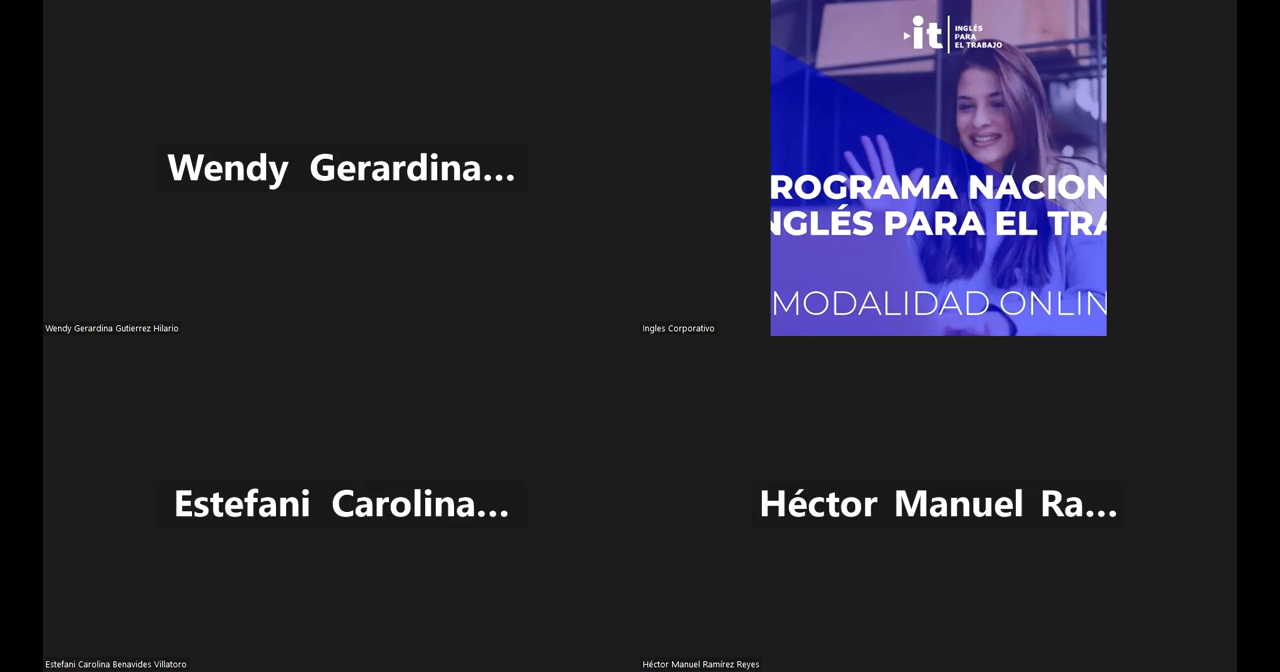 Wendy Gerardina...
Wendy Gerardina Gutierrez Hilario
it
INGLÉS
PARA
EL TRABAJO
ROGRAMA NACION
NGLÉS PARA EL TRA
MODALIDAD ONLIN
Ingles Corporativo
Estefani Carolina...
Estefani Carolina Benavides Villatoro
Héctor Manuel Ra...
Héctor Manuel Ramírez Reyes